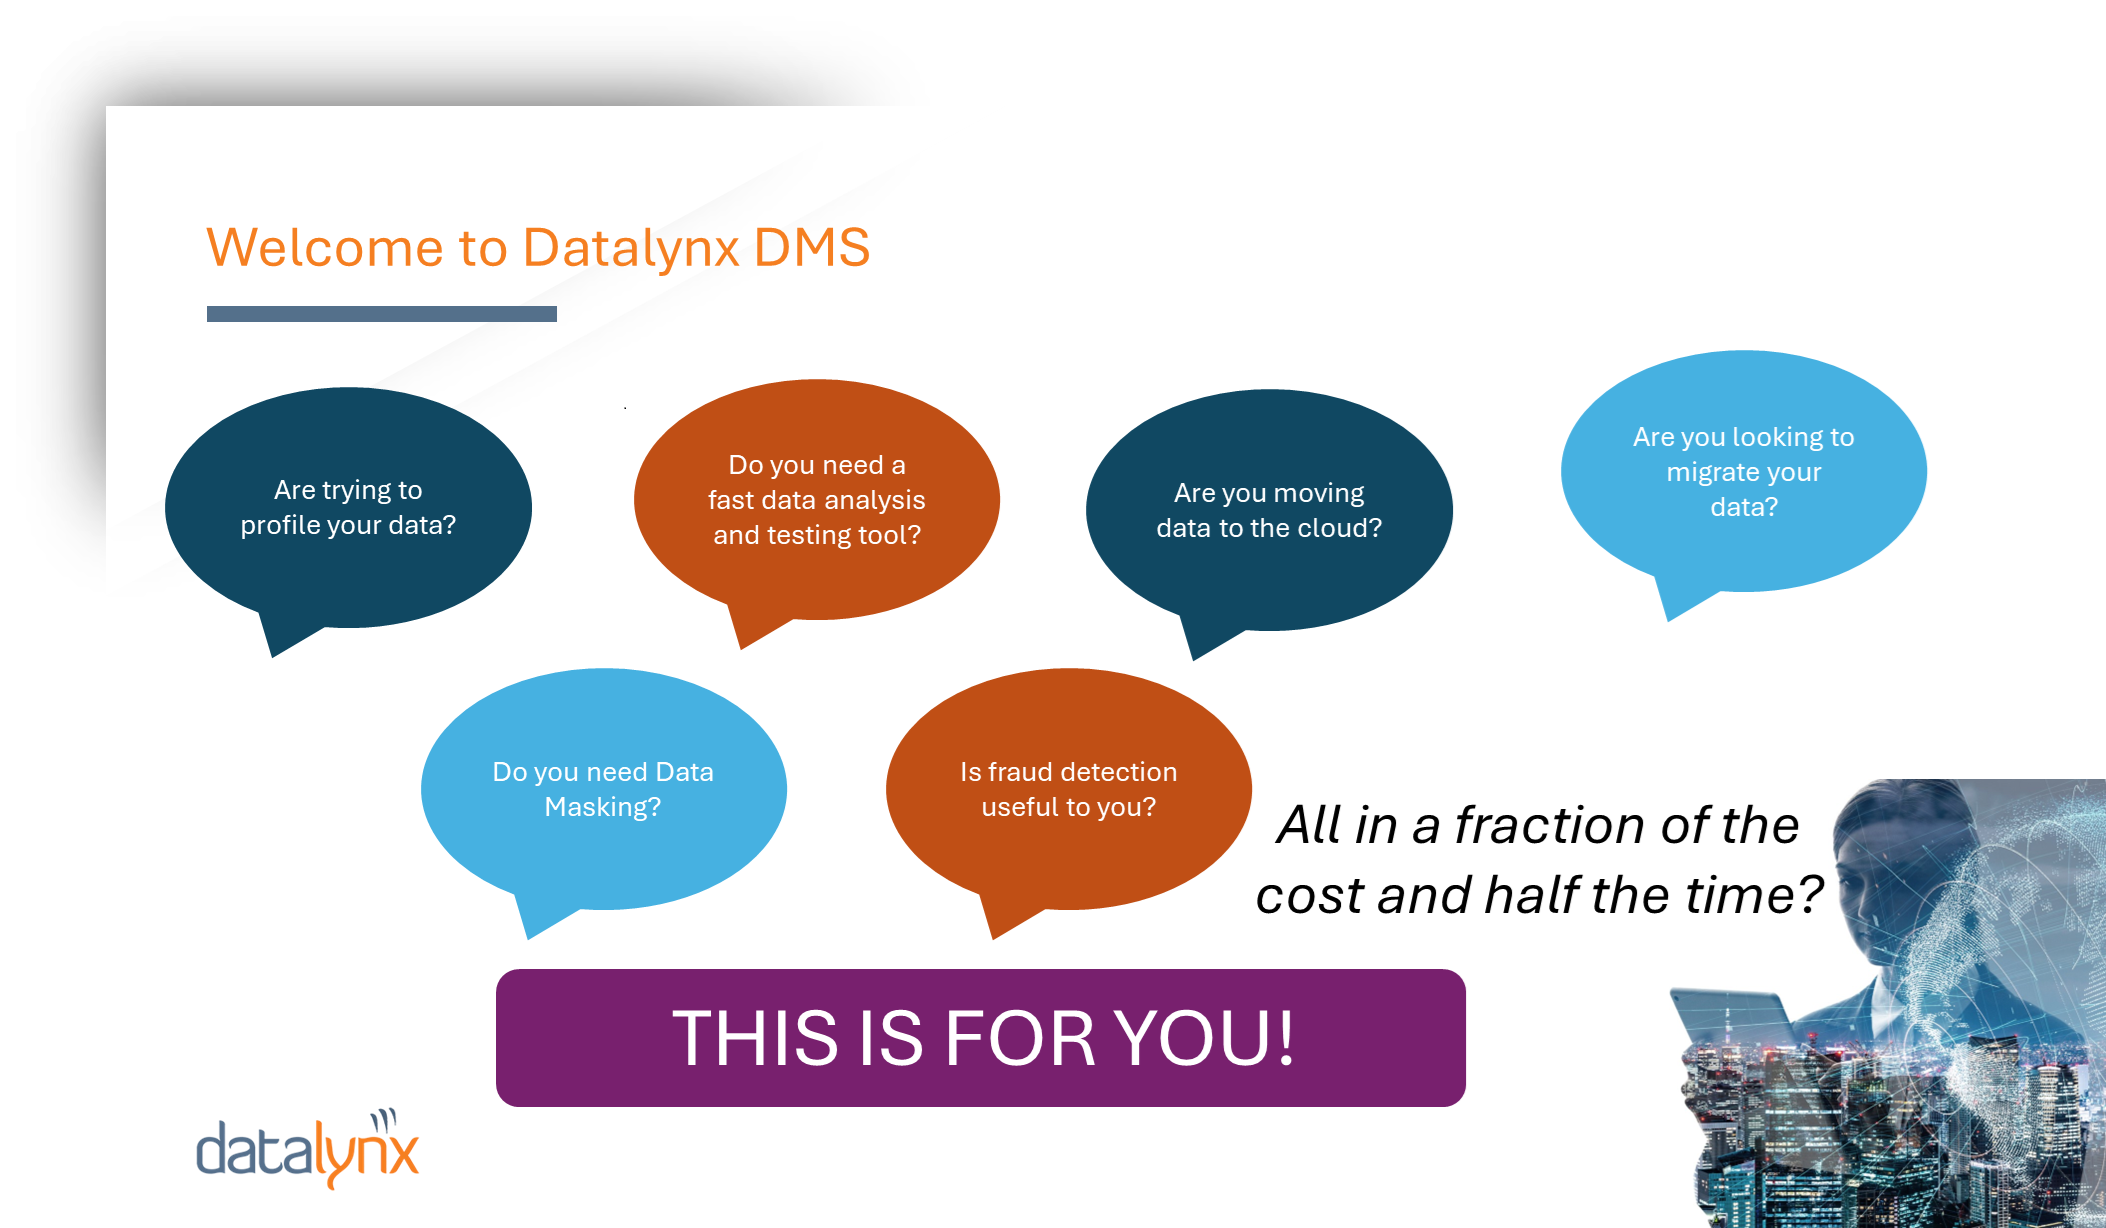 Welcome to Datalynx DMS
Are trying to
profile your data?
Do you need a
fast data analysis
and testing tool?
Are you moving
data to the cloud?
Are you looking to
migrate your
data?
Do you need Data
Masking?
Is fraud detection
useful to you?
All in a fraction of the
cost and half the time?
THIS IS FOR YOU!
datalynx